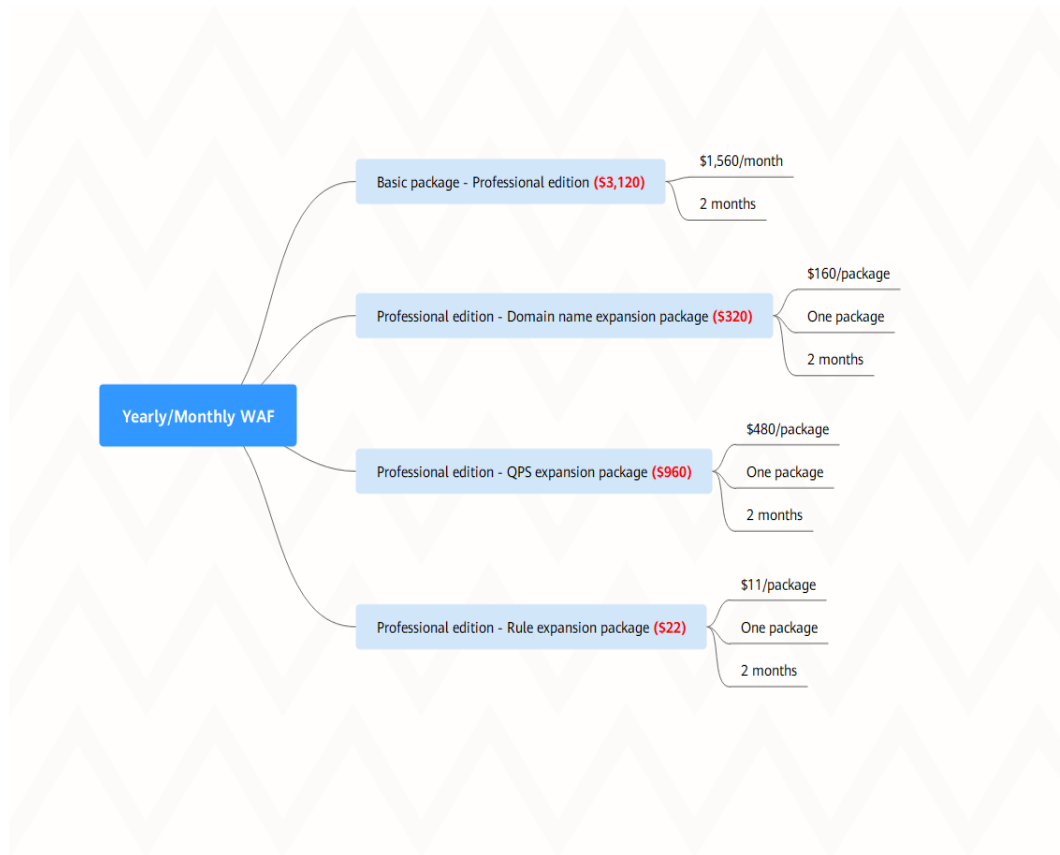 $1,560/month
Basic package - Professional edition ($3,120)
2 months
$160/package
Professional edition - Domain name expansion package ($320)
One package
2 months
Yearly/Monthly WAF
$480/package
Professional edition - QPS expansion package ($960)
One package
2 months
$11/package
Professional edition - Rule expansion package ($22)
One package
2 months